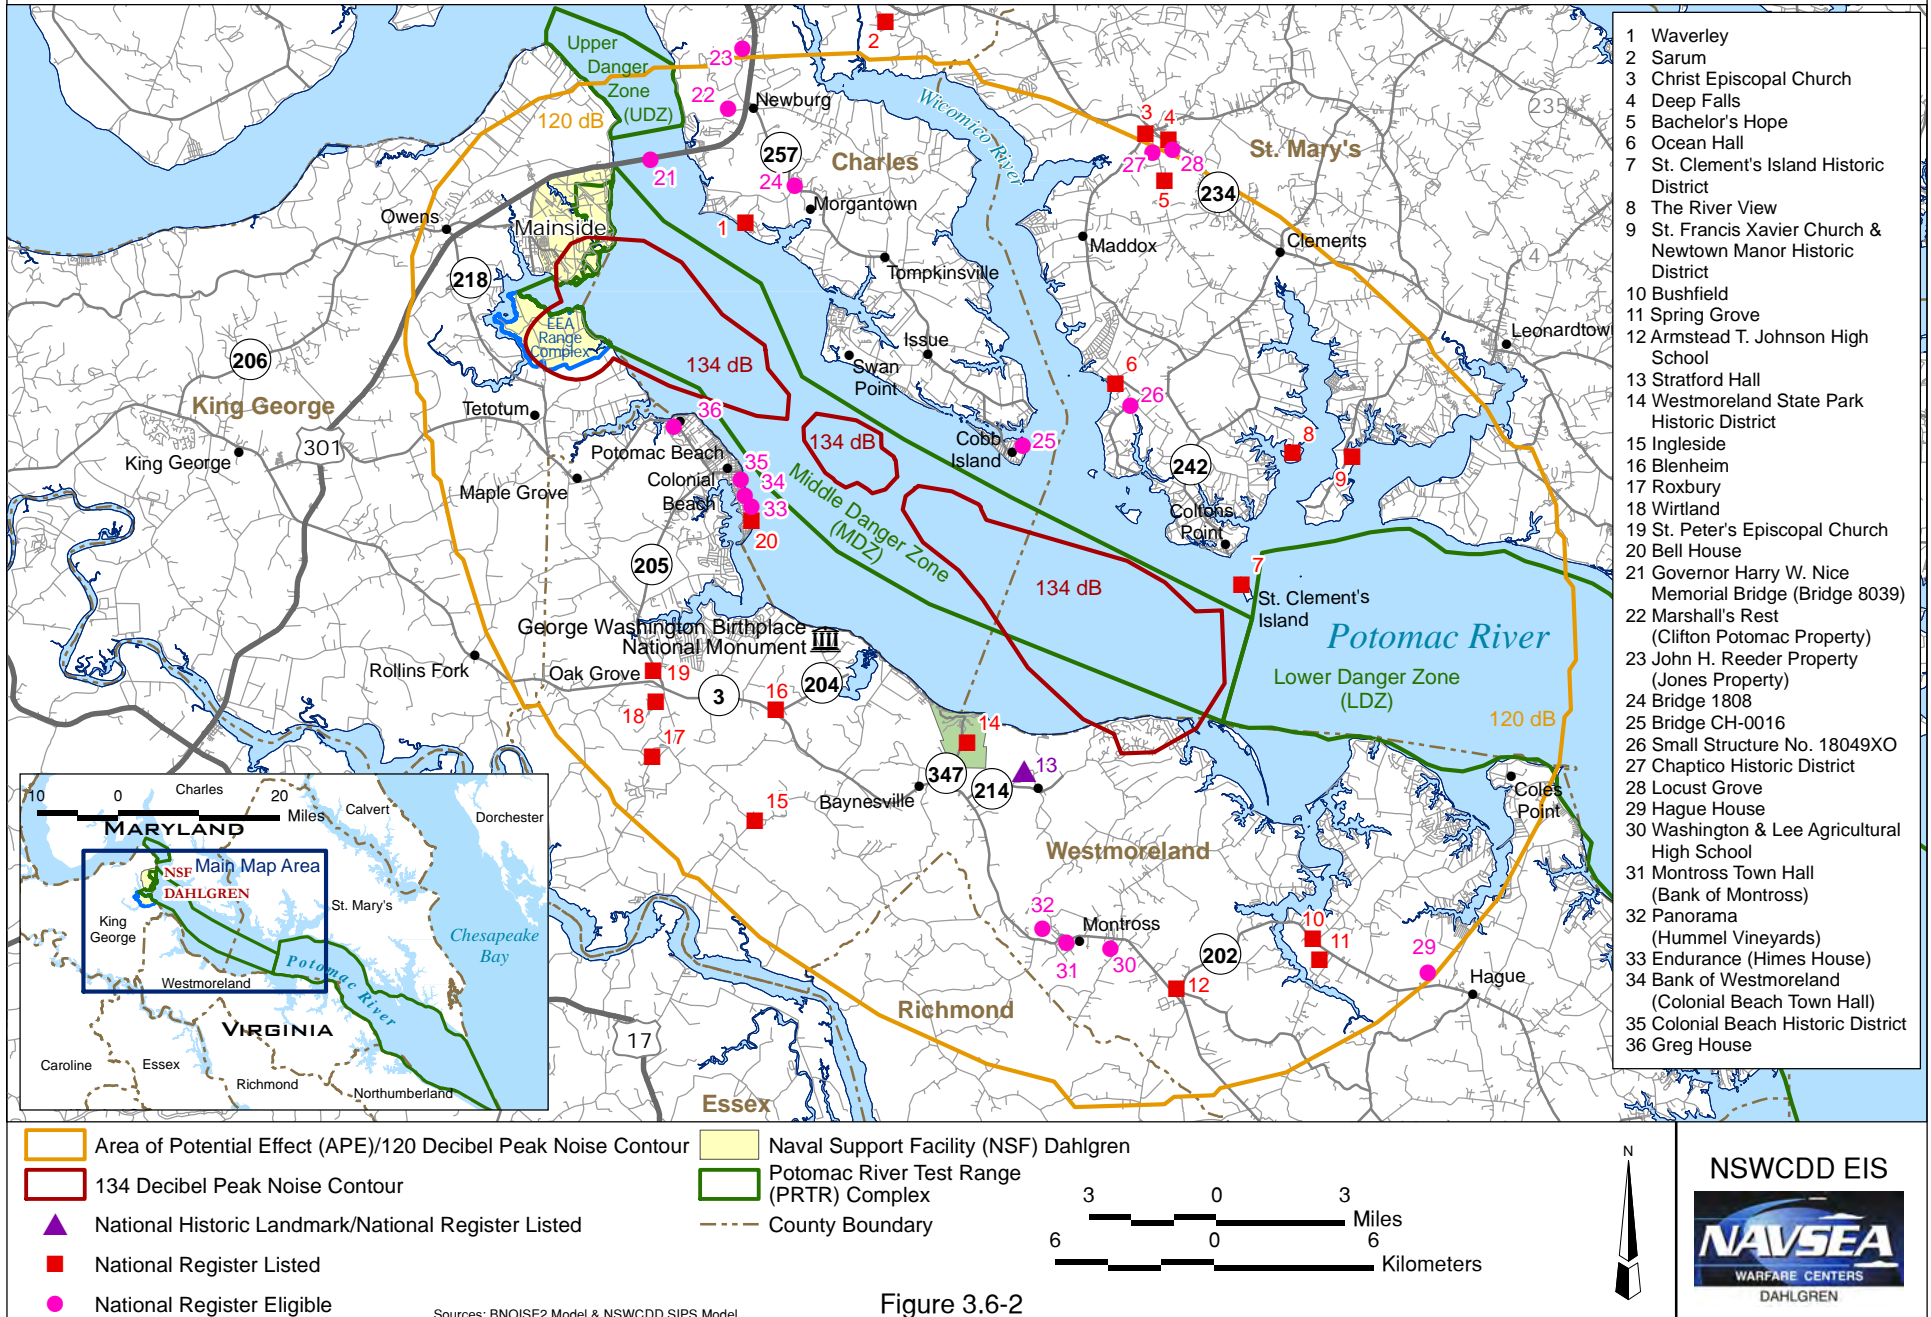 Upper
Danger
Zone
(UDZ)
120 dB
23
22
Newburg
2
21
257
24
Morgantown
1
Tompkinsville
Charles
Wicomico River
3
4
27
28
5
St. Mary's
234
235
4
Maddox
Clements
Leonardtow
Owens
Mainside
218
EEA
Range
Complex
206
King George
301
King George
Tetotum
Maple Grove
134 dB
36
Potomac Beach
35
Colonial
Beach
34
33
20
134 dB
Middle Danger Zone
(MDZ)
Issue
Swan
Point
Cobb
Island
25
6
26
242
Coltons
Point
8
9
7
St. Clement's
Island
134 dB
Potomac River
Lower Danger Zone
(LDZ)
120 dB
205
George Washington Birthplace
National Monument
Rollins Fork
Oak Grove
19
18
17
3
16
204
15
14
347
214
13
Baynesville
Coles
Point
Westmoreland
32
Montross
31
30
202
12
10
11
29
Hague
Richmond
17
Essex
10
0
20
Miles
Charles
Calvert
Dorchester
MARYLAND
Main Map Area
NSF
DAHLGREN
King
George
St. Mary's
Chesapeake
Bay
Potomac River
Westmoreland
VIRGINIA
Caroline
Essex
Richmond
Northumberland
1 Waverley
2 Sarum
3 Christ Episcopal Church
4 Deep Falls
5 Bachelor's Hope
6 Ocean Hall
7 St. Clement's Island Historic
District
8 The River View
9 St. Francis Xavier Church &
Newtown Manor Historic
District
10 Bushfield
11 Spring Grove
12 Armstead T. Johnson High
School
13 Stratford Hall
14 Westmoreland State Park
Historic District
15 Ingleside
16 Blenheim
17 Roxbury
18 Wirtland
19 St. Peter's Episcopal Church
20 Bell House
21 Governor Harry W. Nice
Memorial Bridge (Bridge 8039)
22 Marshall's Rest
(Clifton Potomac Property)
23 John H. Reeder Property
(Jones Property)
24 Bridge 1808
25 Bridge CH-0016
26 Small Structure No. 18049XO
27 Chaptico Historic District
28 Locust Grove
29 Hague House
30 Washington & Lee Agricultural
High School
31 Montross Town Hall
(Bank of Montross)
32 Panorama
(Hummel Vineyards)
33 Endurance (Himes House)
34 Bank of Westmoreland
(Colonial Beach Town Hall)
35 Colonial Beach Historic District
36 Greg House
Area of Potential Effect (APE)/120 Decibel Peak Noise Contour
134 Decibel Peak Noise Contour
National Historic Landmark/National Register Listed
National Register Listed
National Register Eligible
Naval Support Facility (NSF) Dahlgren
Potomac River Test Range
(PRTR) Complex
County Boundary
3 0 3
Miles
6 0 6
Kilometers
N
Sources: BNOISE2 Model & NSWCDD SIPS Model
Figure 3.6-2
NSWCDD EIS
NAVSEA
WARFARE CENTERS
DAHLGREN